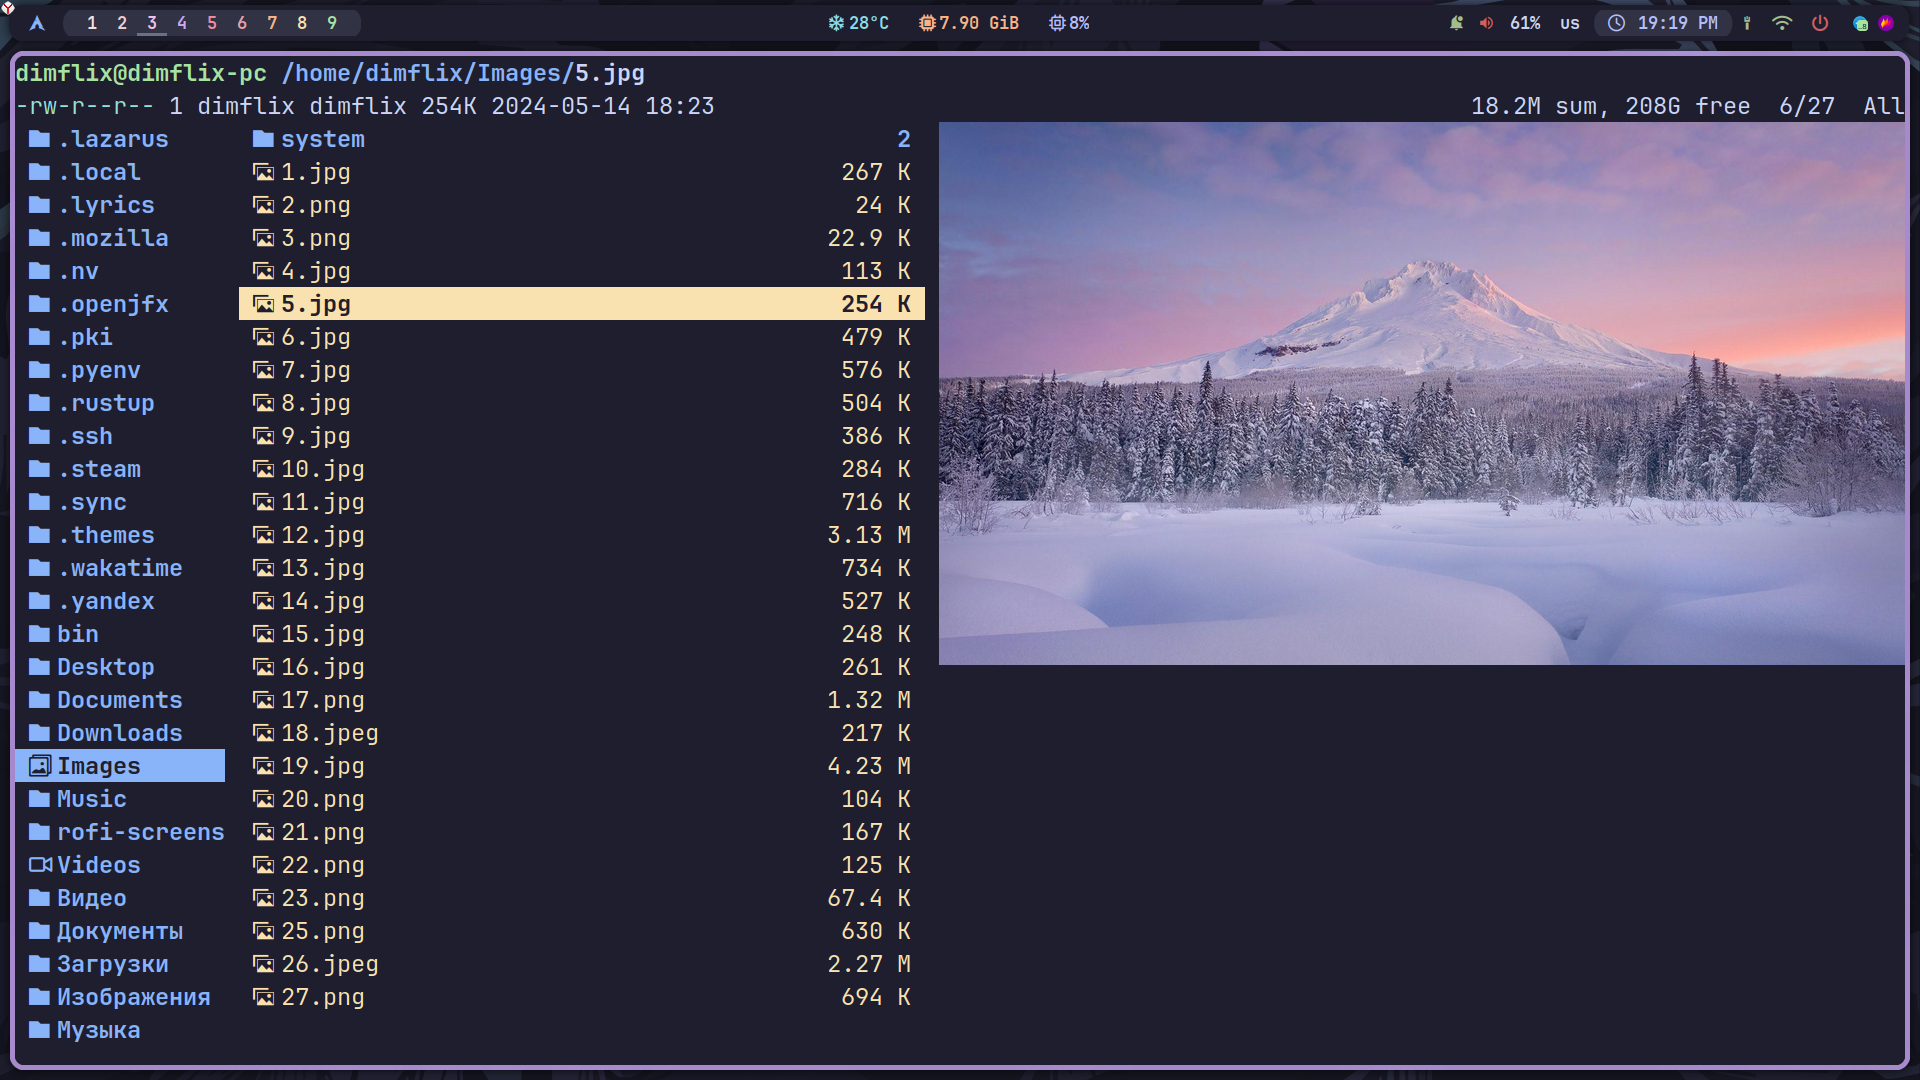 1 2 3 4 5 6 7 8 9 28°C 7.90 GiB 8% 61% US 19:19 PM
dimflix@dimflix-pc /home/dimflix/Images/5.jpg
-rw-r--r-- 1 dimflix dimflix 254K 2024-05-14 18:23 18.2M sum, 208G free 6/27 All
.lazarus system 2
.local 1.jpg 267 K
.lyrics 2.png 24 K
.mozilla 3.png 22.9 K
.nv 4.jpg 113 K
.openjfx 5.jpg 254 K
.pki 6.jpg 479 K
.pyenv 7.jpg 576 K
.rustup 8.jpg 504 K
.ssh 9.jpg 386 K
.steam 10.jpg 284 K
.sync 11.jpg 716 K
.themes 12.jpg 3.13 M
.wakatime 13.jpg 734 K
.yandex 14.jpg 527 K
bin 15.jpg 248 K
Desktop 16.jpg 261 K
Documents 17.png 1.32 M
Downloads 18.jpeg 217 K
Images 19.jpg 4.23 M
Music 20.png 104 K
rofi-screens 21.png 167 K
Videos 22.png 125 K
Видео 23.png 67.4 K
Документы 25.png 630 K
Загрузки 26.jpeg 2.27 M
Изображения 27.png 694 K
Музыка